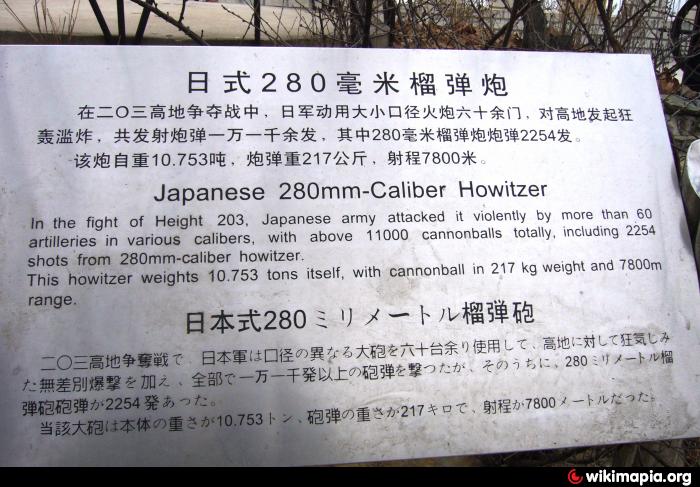 日式280毫米榴弹炮
在二〇三高地争夺战中，日军动用大小口径火炮六十余门，对高地发起狂
轰滥炸，共发射炮弹一万一千余发，其中280毫米榴弹炮炮弹2254发。
该炮自重10.753吨，炮弹重217公斤，射程7800米。
Japanese 280mm-Caliber Howitzer
In the fight of Height 203, Japanese army attacked it violently by more than 60
artilleries in various calibers, with above 11000 cannonballs totally, including 2254
shots from 280mm-caliber howitzer.
This howitzer weights 10.753 tons itself, with cannonball in 217 kg weight and 7800m
range.
日本式280ミリメートル榴弾砲
二〇三高地争奪戦で、日本軍は口径の異なる大砲を六十台余り使用して、高地に対して狂気じみ
た無差別爆撃を加え、全部で一万一千発以上の砲弾を撃つたが、そのうちに、280ミリメートル榴
弾砲砲弾が2254発あった。
当該大砲は本体の重さが10.753トン、砲弾の重さが217キロで、射程が7800メートルだった。
wikimapia.org